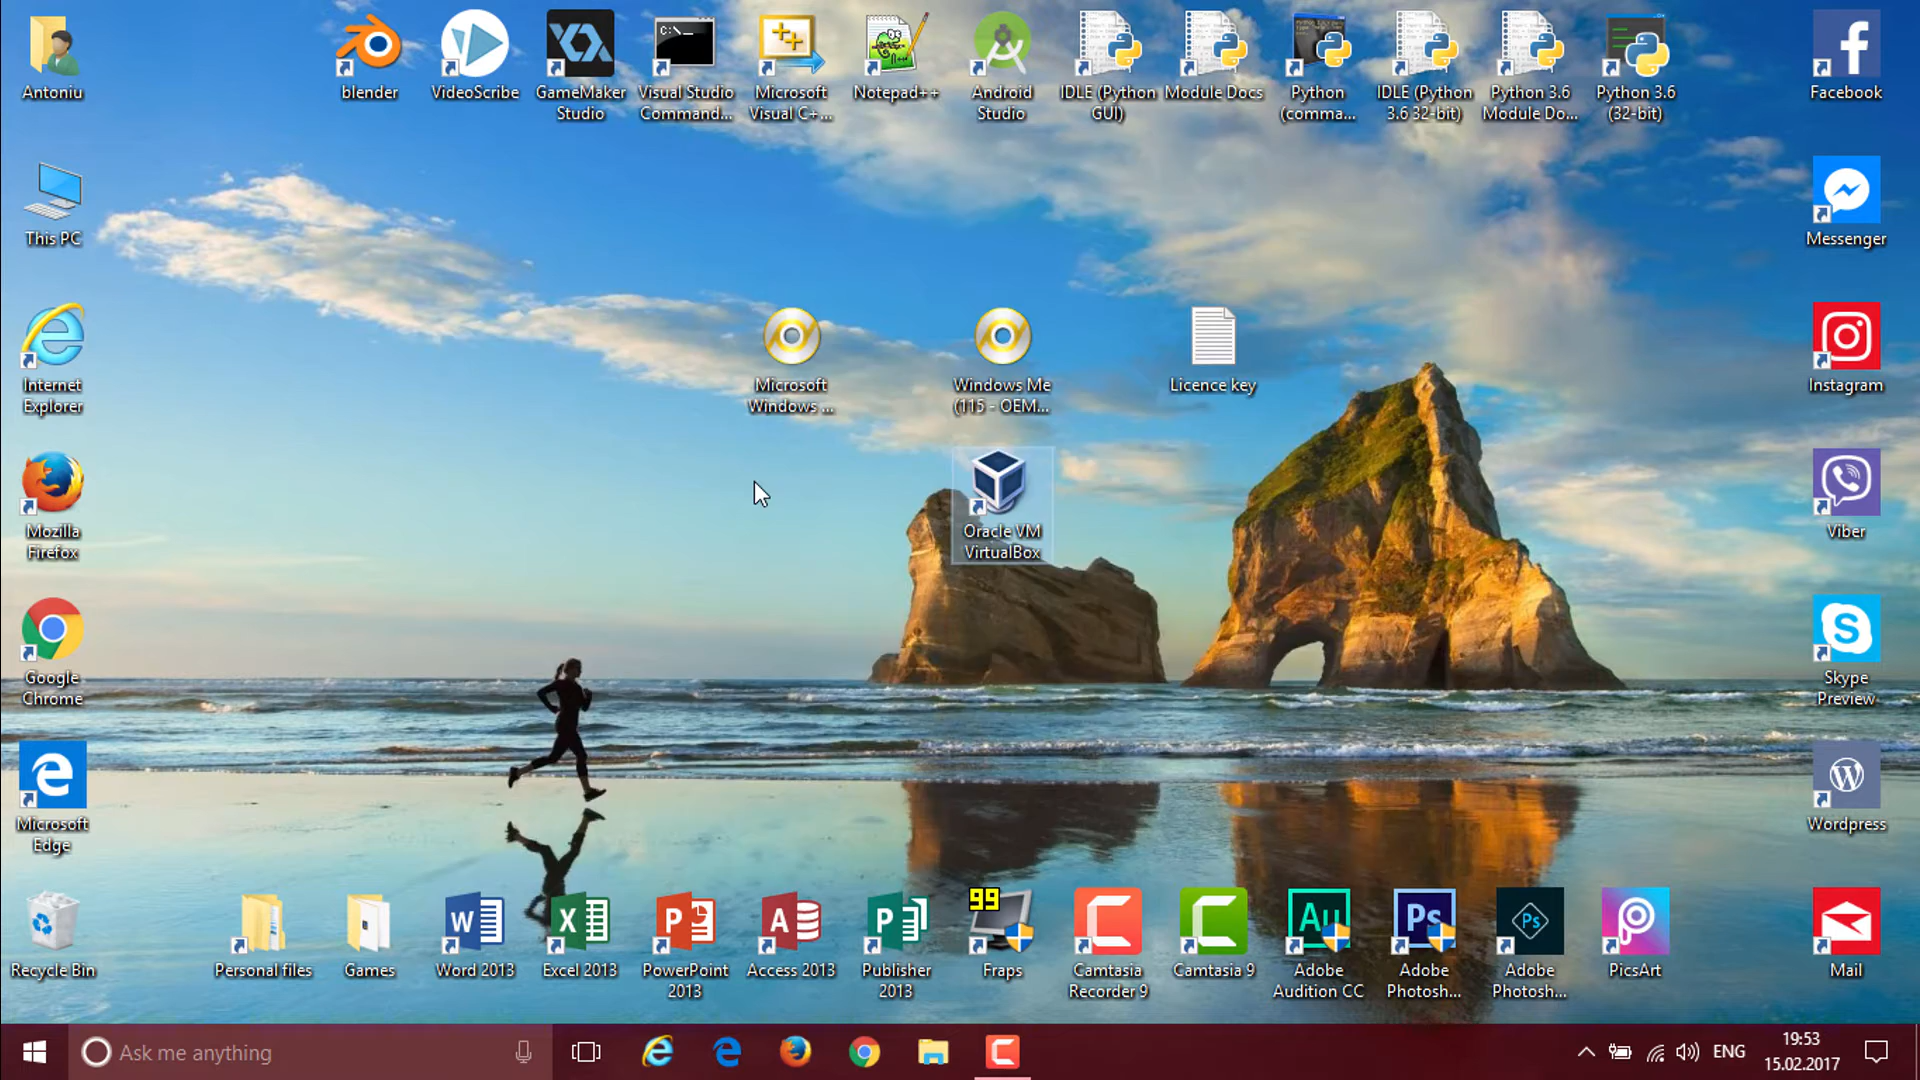 Antoniu
blender
VideoScribe
GameMaker
Studio
C:\_
Visual Studio
Command...
Microsoft
Visual C+...
Notepad++
Android
Studio
IDLE (Python
GUI)
Module Docs
Python
(comma...
IDLE (Python
3.6 32-bit)
Python 3.6
Module Do...
Python 3.6
(32-bit)
Facebook
This PC
Messenger
Internet
Explorer
Microsoft
Windows ...
Windows Me
(115 - OEM...
Licence key
Instagram
Mozilla
Firefox
Oracle VM
VirtualBox
Viber
Google
Chrome
Skype
Preview
Microsoft
Edge
Wordpress
Recycle Bin
Personal files
Games
Word 2013
Excel 2013
PowerPoint
2013
Access 2013
Publisher
2013
99
Fraps
Camtasia
Recorder 9
Camtasia 9
Au
Adobe
Audition CC
Ps
Adobe
Photosh...
Ps
Adobe
Photosh...
PicsArt
Mail
Ask me anything
ENG
19:53
15.02.2017